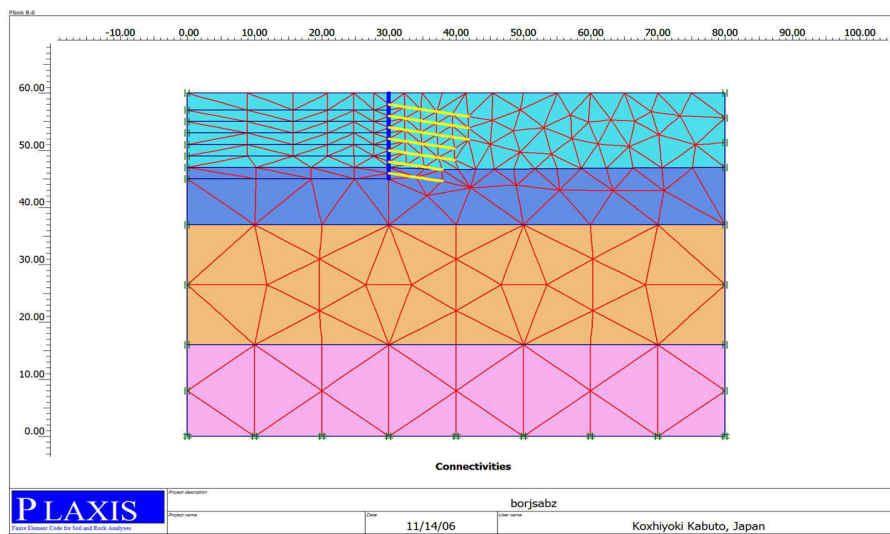 Plaxis 8.6
-10.00 0.00 10.00 20.00 30.00 40.00 50.00 60.00 70.00 80.00 90.00 100.00
60.00
50.00
40.00
30.00
20.00
10.00
0.00
Connectivities
PLAXIS
Finite Element Code for Soil and Rock Analyses
Project description
borjsabz
Project name
Date
11/14/06
User name
Koxhiyoki Kabuto, Japan